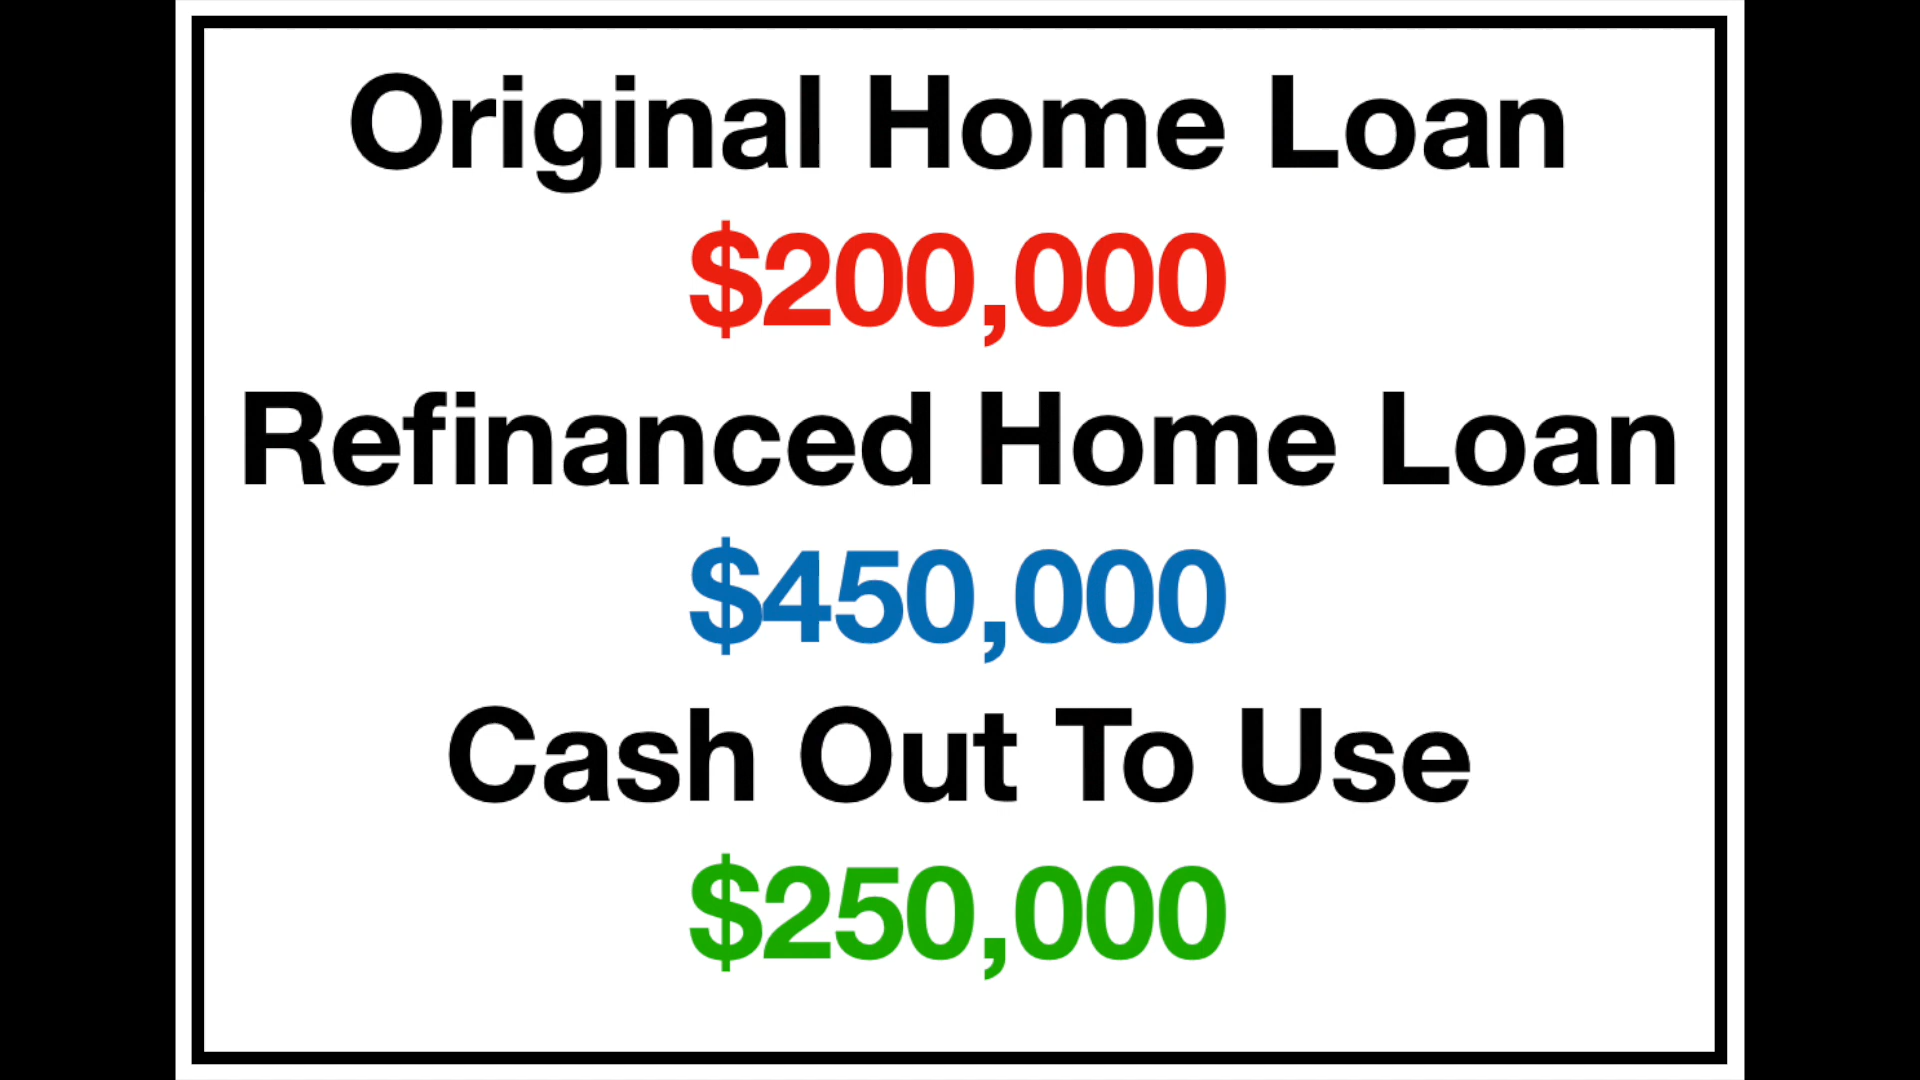 Original Home Loan
$200,000
Refinanced Home Loan
$450,000
Cash Out To Use
$250,000